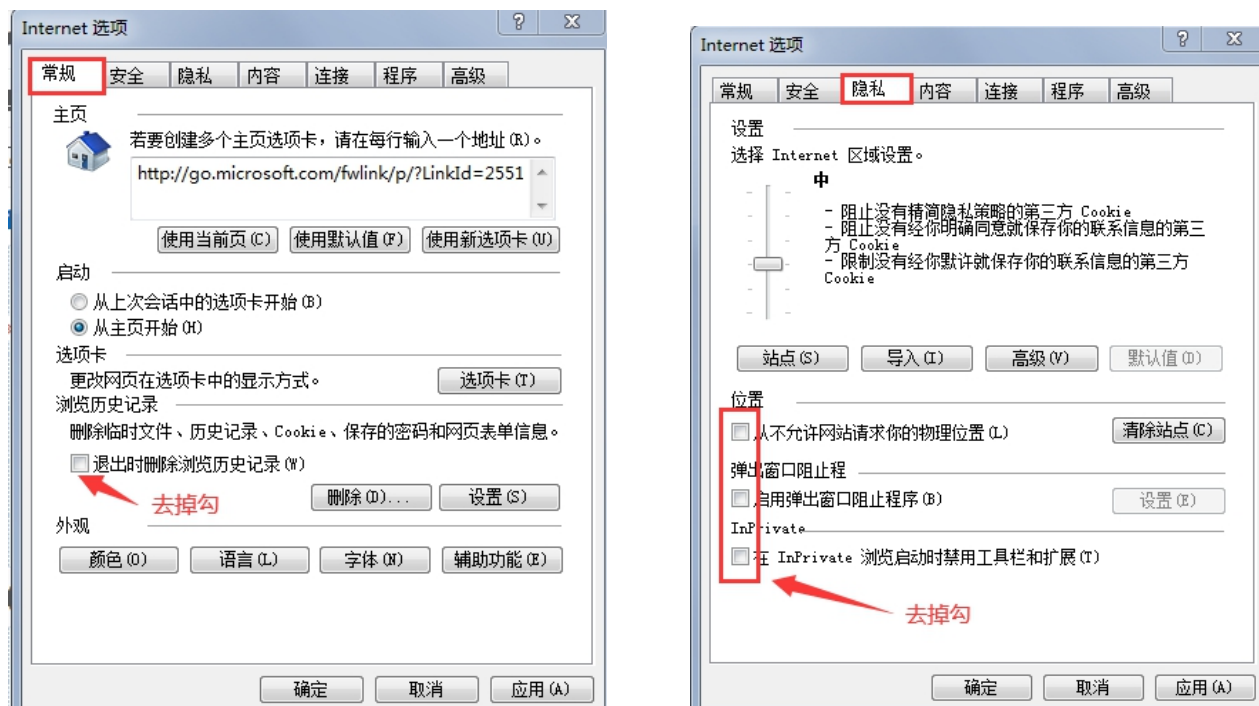 Internet 选项
常规 安全 隐私 内容 连接 程序 高级
主页
若要创建多个主页选项卡，请在每行输入一个地址(R)。
http://go.microsoft.com/fwlink/p/?LinkId=2551
使用当前页(C) 使用默认值(F) 使用新选项卡(U)
启动
从上次会话中的选项卡开始(B)
从主页开始(H)
选项卡
更改网页在选项卡中的显示方式。 选项卡(T)
浏览历史记录
删除临时文件、历史记录、Cookie、保存的密码和网页表单信息。
退出时删除浏览历史记录(W)
去掉勾
删除(D)... 设置(S)
外观
颜色(O) 语言(L) 字体(N) 辅助功能(E)
确定 取消 应用(A)
Internet 选项
常规 安全 隐私 内容 连接 程序 高级
设置
选择 Internet 区域设置。
中
- 阻止没有精简隐私策略的第三方 Cookie
- 阻止没有经你明确同意就保存你的联系信息的第三
方 Cookie
- 限制没有经你默许就保存你的联系信息的第三方
Cookie
站点(S) 导入(I) 高级(V) 默认值(D)
位置
从不允许网站请求你的物理位置(L) 清除站点(C)
弹出窗口阻止程
启用弹出窗口阻止程序(B) 设置(E)
InPrivate
在 InPrivate 浏览启动时禁用工具栏和扩展(T)
去掉勾
确定 取消 应用(A)